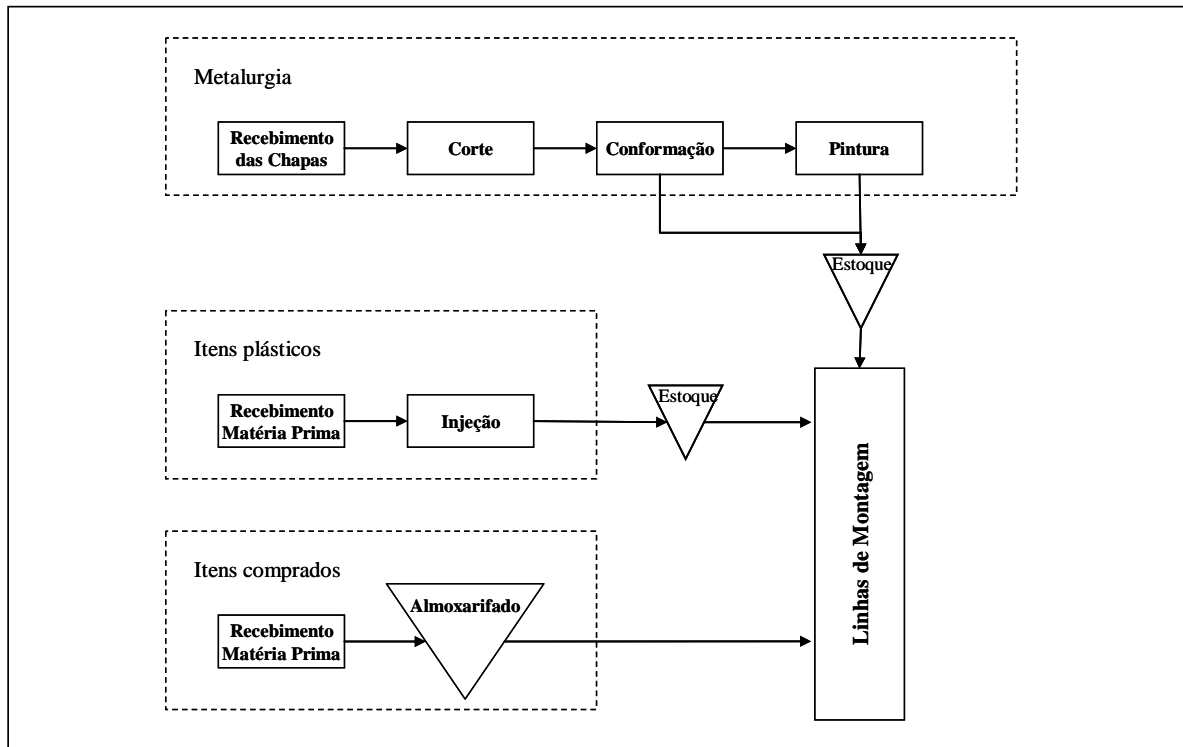 Metalurgia
Recebimento
das Chapas
Corte
Conformação
Pintura
Estoque
Itens plásticos
Recebimento
Matéria Prima
Injeção
Estoque
Linhas de Montagem
Itens comprados
Recebimento
Matéria Prima
Almoxarifado